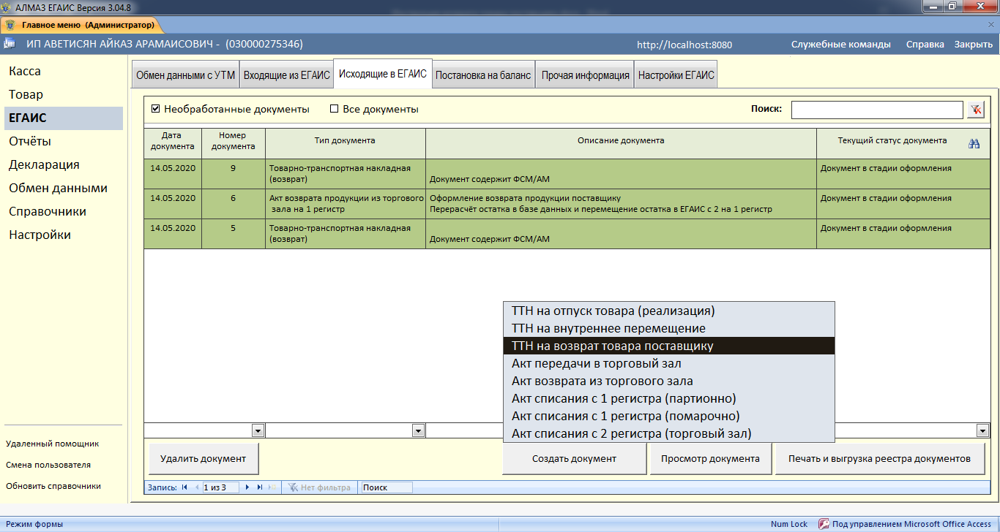 АЛМАЗ ЕГАИС Версия 3.04.8
Главное меню (Администратор)
ИП АВЕТИСЯН АЙКАЗ АРАМАИСОВИЧ - (030000275346)
http://localhost:8080
Служебные команды
Справка
Закрыть
Касса
Товар
ЕГАИС
Отчёты
Декларация
Обмен данными
Справочники
Настройки
Удаленный помощник
Смена пользователя
Обновить справочники
Обмен данными с УТМ
Входящие из ЕГАИС
Исходящие в ЕГАИС
Постановка на баланс
Прочая информация
Настройки ЕГАИС
Необработанные документы
Все документы
Поиск:
Дата документа
Номер документа
Тип документа
Описание документа
Текущий статус документа
14.05.2020
9
Товарно-транспортная накладная
(возврат)
Документ содержит ФСМ/АМ
Документ в стадии оформления
14.05.2020
6
Акт возврата продукции из торгового
зала на 1 регистр
Оформление возврата продукции поставщику
Перерасчёт остатка в базе данных и перемещение остатка в ЕГАИС с 2 на 1 регистр
Документ в стадии оформления
14.05.2020
5
Товарно-транспортная накладная
(возврат)
Документ содержит ФСМ/АМ
Документ в стадии оформления
ТТН на отпуск товара (реализация)
ТТН на внутреннее перемещение
ТТН на возврат товара поставщику
Акт передачи в торговый зал
Акт возврата из торгового зала
Акт списания с 1 регистра (партионно)
Акт списания с 1 регистра (помарочно)
Акт списания с 2 регистра (торговый зал)
Удалить документ
Создать документ
Просмотр документа
Печать и выгрузка реестра документов
Запись:
1 из 3
Нет фильтра
Поиск
Режим формы
Num Lock
Под управлением Microsoft Office Access